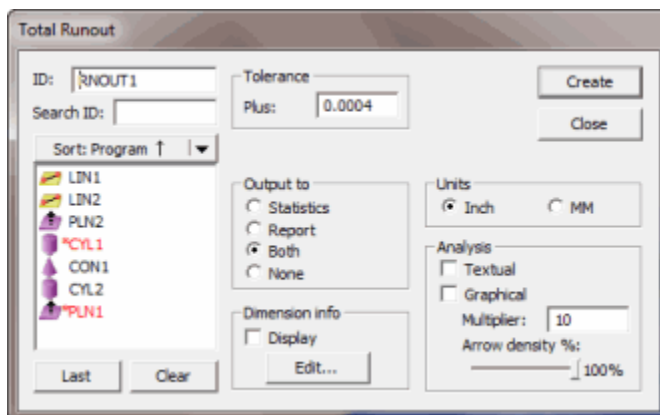 Total Runout
ID: RNOUT1
Search ID:
Sort: Program ↑
LIN1
LIN2
PLN2
*CYL1
CON1
CYL2
*PLN1
Last
Clear
Tolerance
Plus: 0.0004
Output to
Statistics
Report
Both
None
Dimension info
Display
Edit...
Create
Close
Units
Inch
MM
Analysis
Textual
Graphical
Multiplier: 10
Arrow density %:
100%